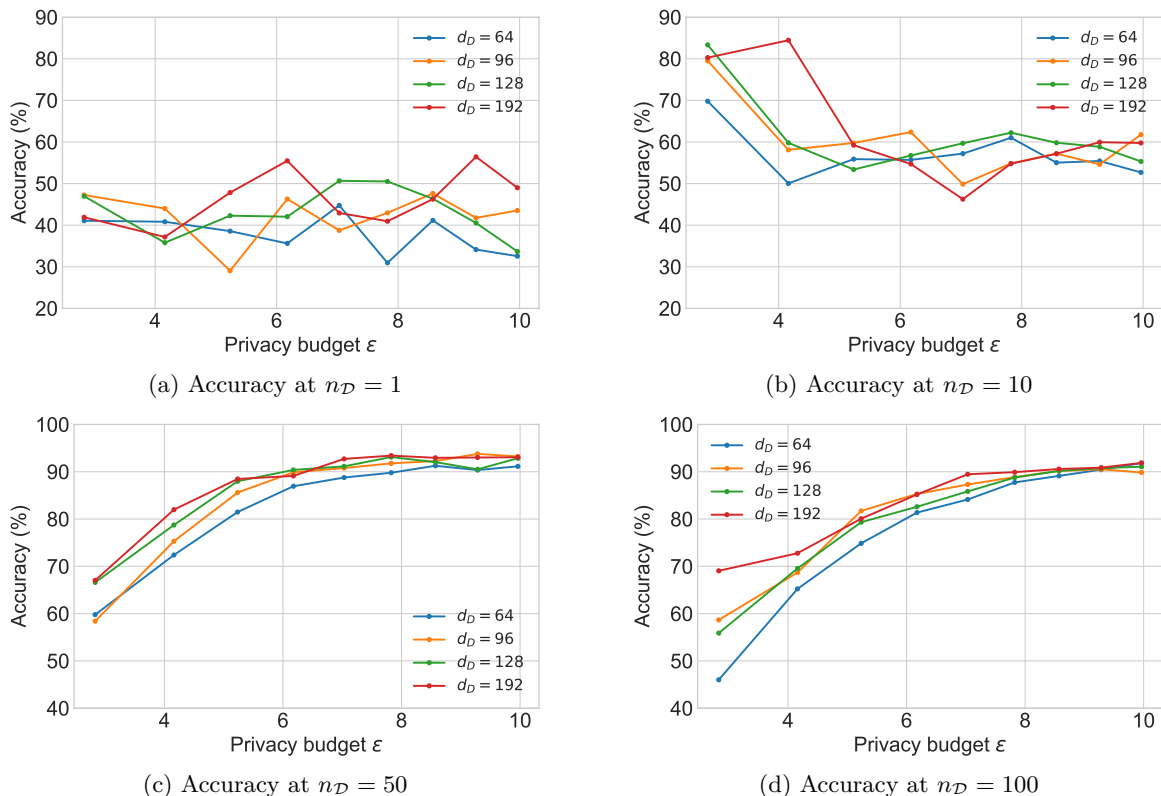 90
80
70
60
50
40
30
20
Accuracy (%)
4 6 8 10
Privacy budget ε
d_D = 64
d_D = 96
d_D = 128
d_D = 192
(a) Accuracy at n_𝒟 = 1
90
80
70
60
50
40
30
20
Accuracy (%)
4 6 8 10
Privacy budget ε
d_D = 64
d_D = 96
d_D = 128
d_D = 192
(b) Accuracy at n_𝒟 = 10
100
90
80
70
60
50
40
Accuracy (%)
4 6 8 10
Privacy budget ε
d_D = 64
d_D = 96
d_D = 128
d_D = 192
(c) Accuracy at n_𝒟 = 50
100
90
80
70
60
50
40
Accuracy (%)
4 6 8 10
Privacy budget ε
d_D = 64
d_D = 96
d_D = 128
d_D = 192
(d) Accuracy at n_𝒟 = 100